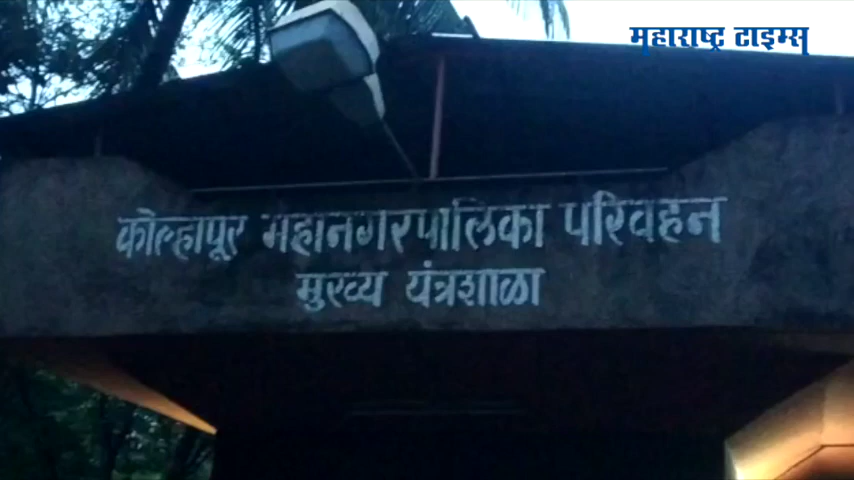 महाराष्ट्र टाइम्स
कोल्हापूर महानगरपालिका परिवहन
मुख्य यंत्रशाळा